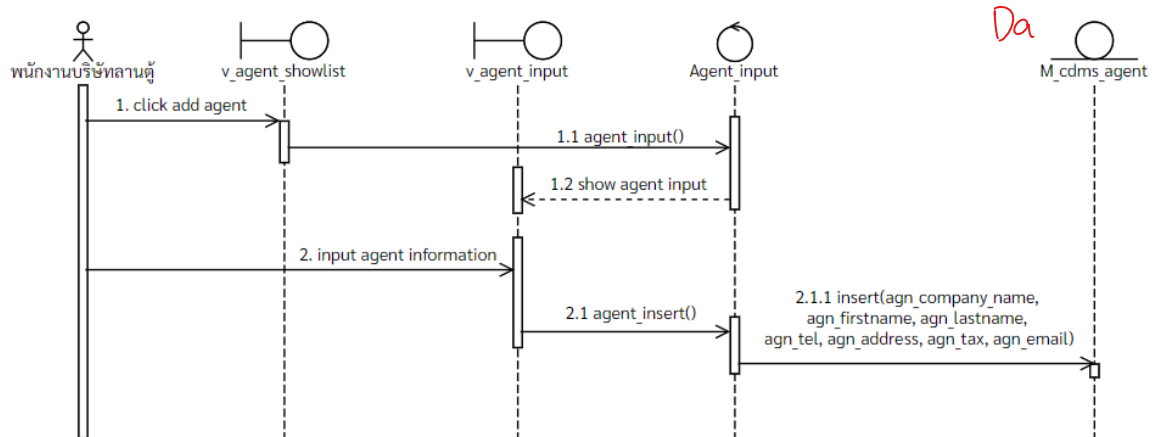 Da
พนักงานบริษัทลานตู้
v_agent_showlist
v_agent_input
Agent_input
M_cdms_agent
1. click add agent
1.1 agent_input()
1.2 show agent input
2. input agent information
2.1 agent_insert()
2.1.1 insert(agn_company_name,
agn_firstname, agn_lastname,
agn_tel, agn_address, agn_tax, agn_email)